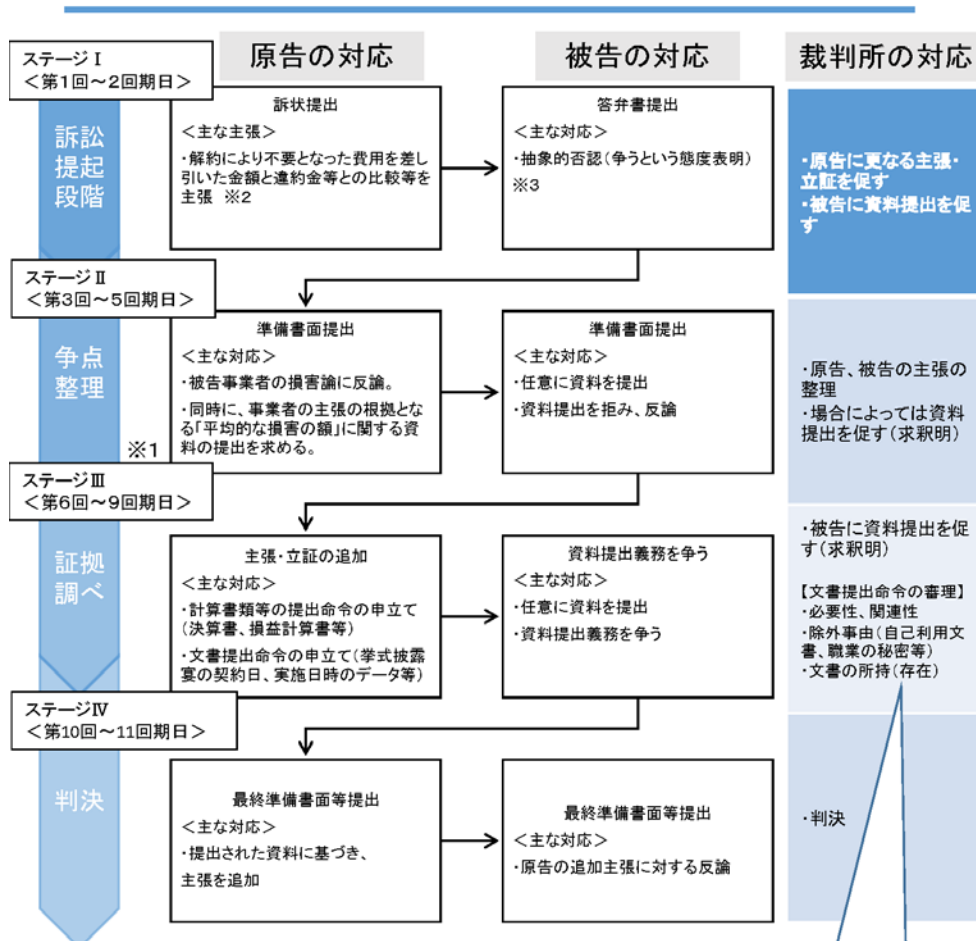 原告の対応
被告の対応
裁判所の対応
ステージⅠ
<第1回～2回期日>
訴訟
提起
段階
訴状提出
<主な主張>
・解約により不要となった費用を差し
引いた金額と違約金等との比較等を
主張 ※2
答弁書提出
<主な対応>
・抽象的否認(争うという態度表明)
※3
・原告に更なる主張・
立証を促す
・被告に資料提出を促
す
ステージⅡ
<第3回～5回期日>
争点
整理
※1
準備書面提出
<主な対応>
・被告事業者の損害論に反論。
・同時に、事業者の主張の根拠とな
る「平均的な損害の額」に関する資
料の提出を求める。
準備書面提出
<主な対応>
・任意に資料を提出
・資料提出を拒み、反論
・原告、被告の主張の
整理
・場合によっては資料
提出を促す(求釈明)
ステージⅢ
<第6回～9回期日>
証拠
調べ
主張・立証の追加
<主な対応>
・計算書類等の提出命令の申立て
(決算書、損益計算書等)
・文書提出命令の申立て(挙式披露
宴の契約日、実施日時のデータ等)
資料提出義務を争う
<主な対応>
・任意に資料を提出
・資料提出義務を争う
・被告に資料提出を促
す(求釈明)
【文書提出命令の審理】
・必要性、関連性
・除外事由(自己利用文
書、職業の秘密等)
・文書の所持(存在)
ステージⅣ
<第10回～11回期日>
判決
最終準備書面等提出
<主な対応>
・提出された資料に基づき、
主張を追加
最終準備書面等提出
<主な対応>
・原告の追加主張に対する反論
・判決